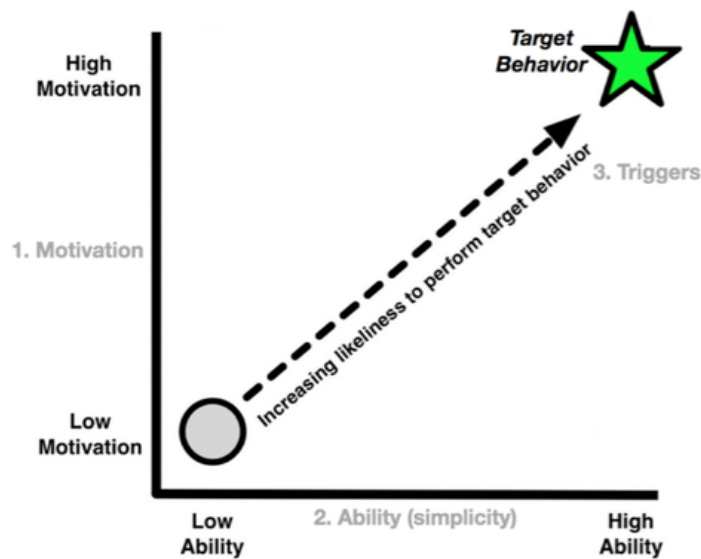 Target
Behavior
High
Motivation
3. Triggers
1. Motivation
Increasing likeliness to perform target behavior
Low
Motivation
Low
Ability
2. Ability (simplicity)
High
Ability